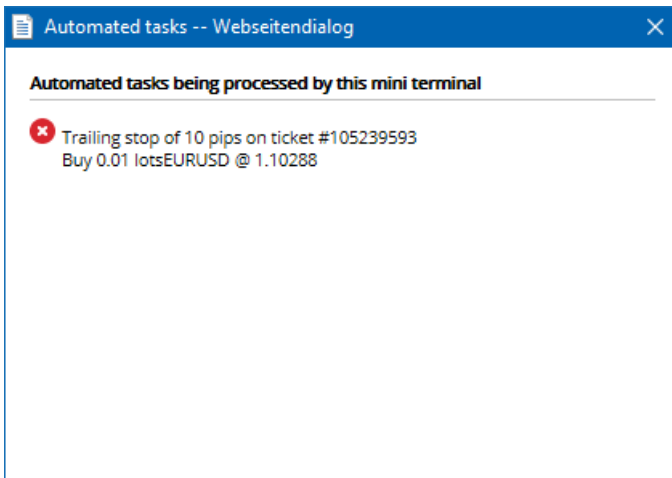 Automated tasks -- Webseitendialog
Automated tasks being processed by this mini terminal
Trailing stop of 10 pips on ticket #105239593
Buy 0.01 lotsEURUSD @ 1.10288